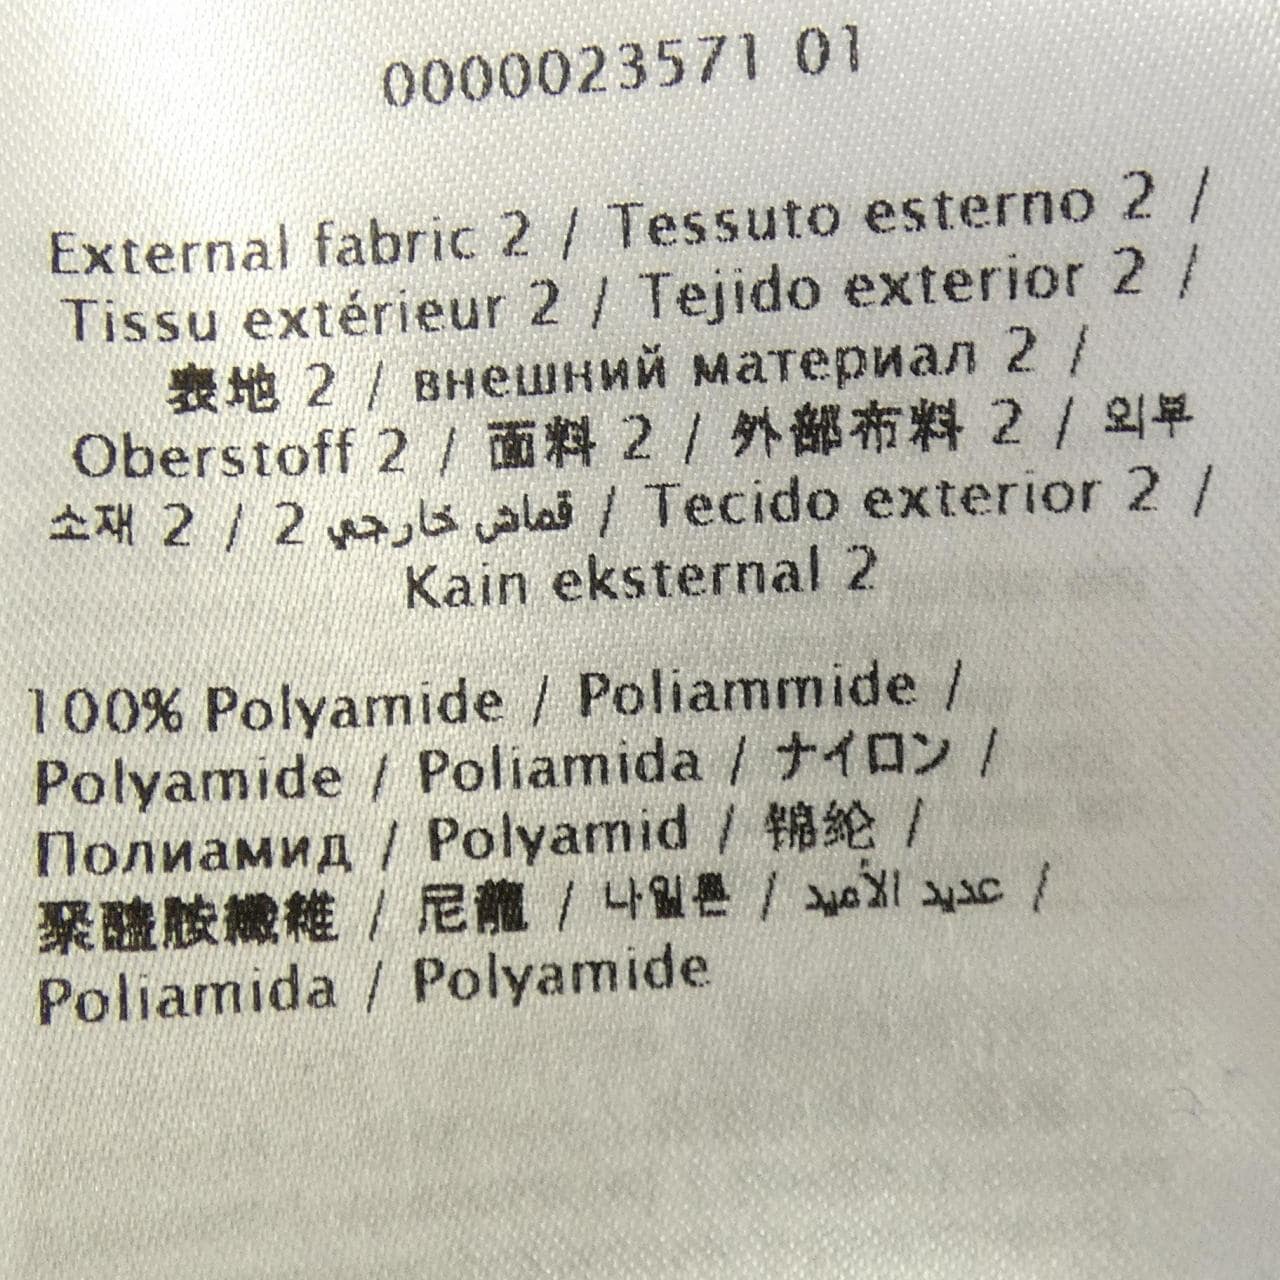 0000023571 01
External fabric 2 / Tessuto esterno 2 /
Tissu extérieur 2 / Tejido exterior 2 /
表地 2 / внешний материал 2 /
Oberstoff 2 / 面料 2 / 外部布料 2 / 외부
소재 2 / 2 قماش خارجي / Tecido exterior 2 /
Kain eksternal 2
100% Polyamide / Poliammide /
Polyamide / Poliamida / ナイロン /
Полиамид / Polyamid / 锦纶 /
聚醯胺纖維 / 尼龍 / 나일론 / عديد الأميد /
Poliamida / Polyamide